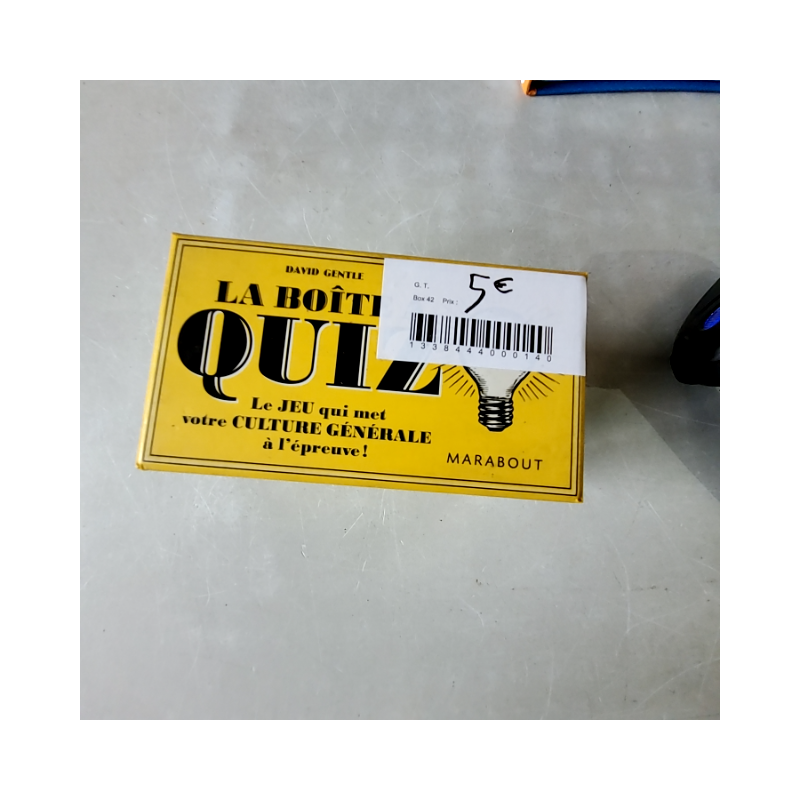 DAVID GENTLE
LA BOÎTE
QUIZ
Le JEU qui met
votre CULTURE GÉNÉRALE
à l'épreuve!
MARABOUT
G. T.
5€
Box 42 Prix :
1338444000140